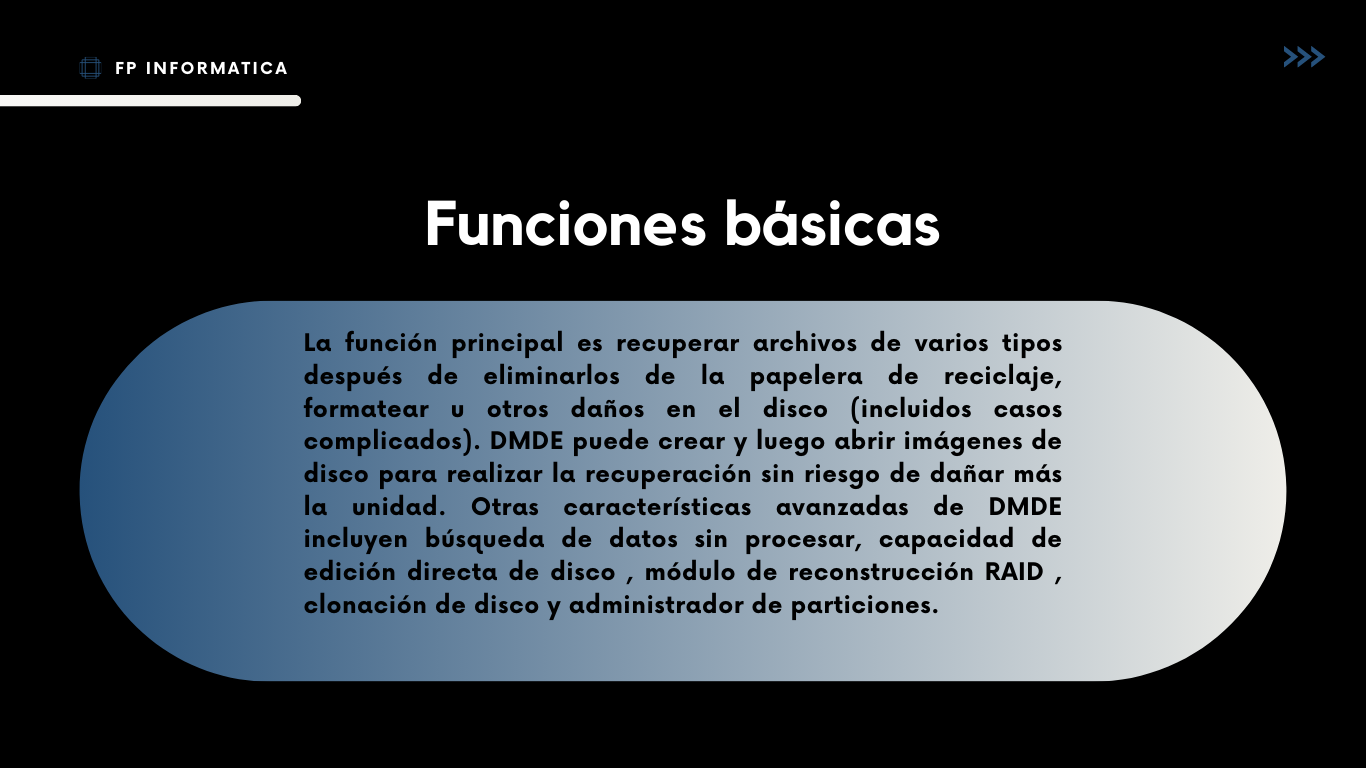 FP INFORMATICA
Funciones básicas
La función principal es recuperar archivos de varios tipos
después de eliminarlos de la papelera de reciclaje,
formatear u otros daños en el disco (incluidos casos
complicados). DMDE puede crear y luego abrir imágenes de
disco para realizar la recuperación sin riesgo de dañar más
la unidad. Otras características avanzadas de DMDE
incluyen búsqueda de datos sin procesar, capacidad de
edición directa de disco , módulo de reconstrucción RAID ,
clonación de disco y administrador de particiones.